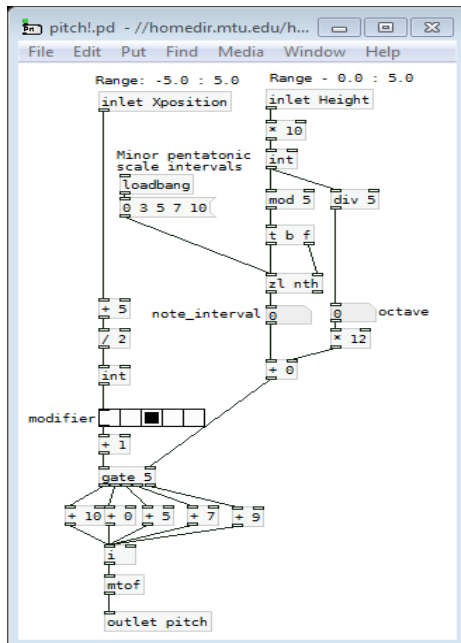 pitch!.pd - //homedir.mtu.edu/h...
File Edit Put Find Media Window Help
Range: -5.0 : 5.0
Range - 0.0 : 5.0
inlet Xposition
inlet Height
* 10
int
Minor pentatonic
scale intervals
loadbang
0 3 5 7 10
mod 5
div 5
t b f
zl nth
note_interval
0
0
octave
* 12
+ 0
+ 5
/ 2
int
modifier
+ 1
gate 5
+ 10
+ 0
+ 5
+ 7
+ 9
i
mtof
outlet pitch